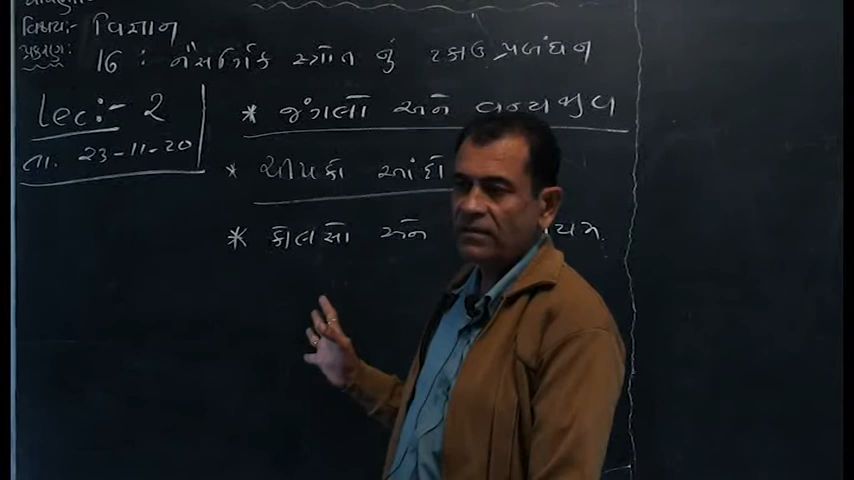 વિષય:- વિજ્ઞાન
પ્રકરણ: 16 : નૈસર્ગિક સ્ત્રોત નું ટકાઉ પ્રબંધન
Lec:- 2
* જંગલો અને વન્યજીવ
તા. 23-11-20
* ચીપકો આંદો
* કોલસો અને